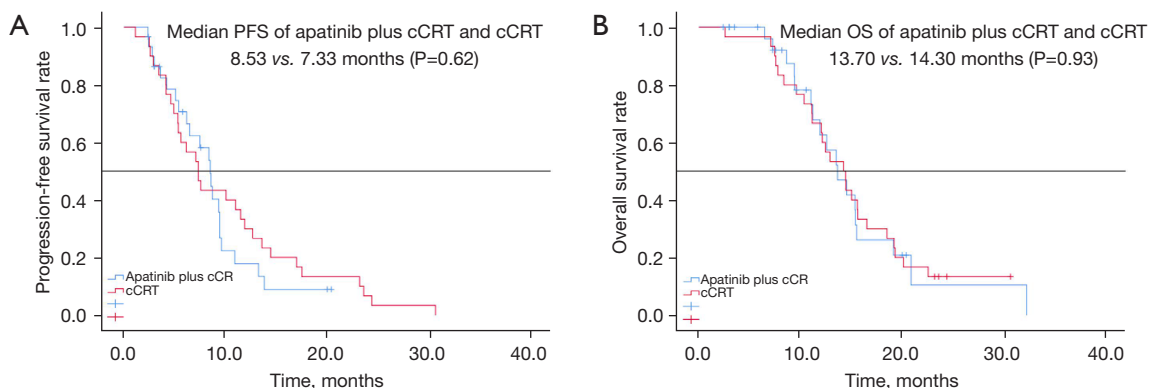 A
Median PFS of apatinib plus cCRT and cCRT
8.53 vs. 7.33 months (P=0.62)
Progression-free survival rate
1.0
0.8
0.6
0.4
0.2
0.0
Apatinib plus cCR
cCRT
0.0 10.0 20.0 30.0 40.0
Time, months
B
Median OS of apatinib plus cCRT and cCRT
13.70 vs. 14.30 months (P=0.93)
Overall survival rate
1.0
0.8
0.6
0.4
0.2
0.0
Apatinib plus cCR
cCRT
0.0 10.0 20.0 30.0 40.0
Time, months